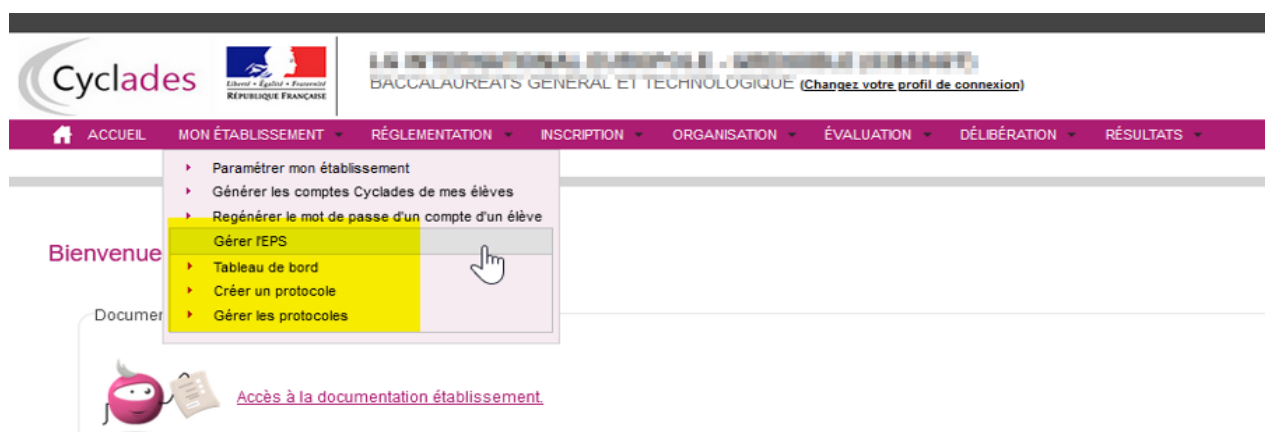 Cyclades
Liberté • Égalité • Fraternité
RÉPUBLIQUE FRANÇAISE
BACCALAUREATS GENERAL ET TECHNOLOGIQUE (Changez votre profil de connexion)
ACCUEIL MON ÉTABLISSEMENT RÉGLEMENTATION INSCRIPTION ORGANISATION ÉVALUATION DÉLIBÉRATION RÉSULTATS
Paramétrer mon établissement
Générer les comptes Cyclades de mes élèves
Regénérer le mot de passe d'un compte d'un élève
Gérer l'EPS
Bienvenue
Tableau de bord
Créer un protocole
Documen
Gérer les protocoles
Accès à la documentation établissement.